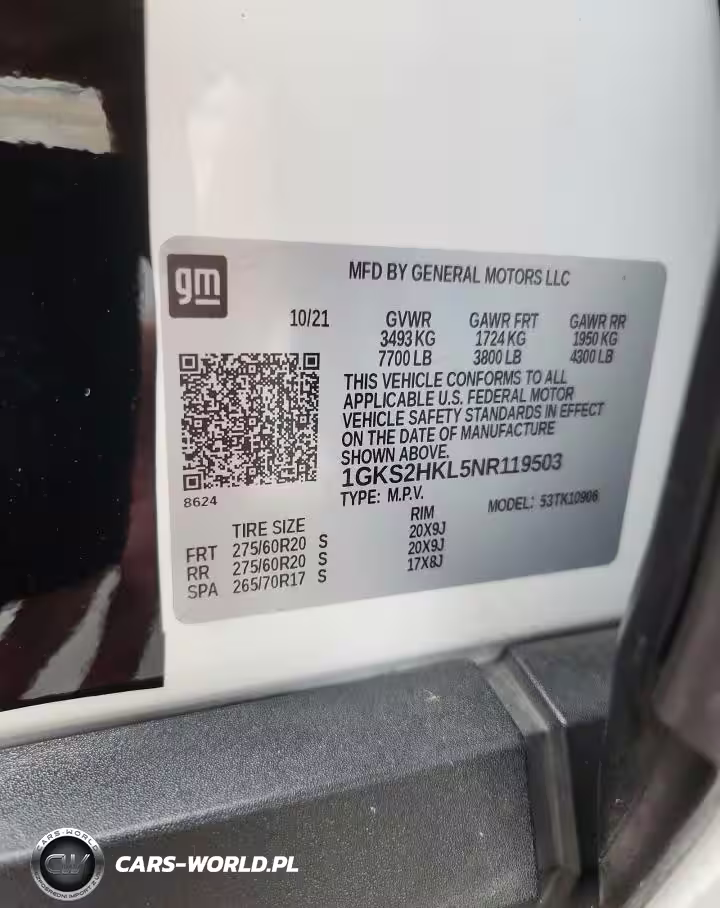 gm
MFD BY GENERAL MOTORS LLC
10/21
GVWR GAWR FRT GAWR RR
3493 KG 1724 KG 1950 KG
7700 LB 3800 LB 4300 LB
THIS VEHICLE CONFORMS TO ALL
APPLICABLE U.S. FEDERAL MOTOR
VEHICLE SAFETY STANDARDS IN EFFECT
ON THE DATE OF MANUFACTURE
SHOWN ABOVE.
1GKS2HKL5NR119503
TYPE: M.P.V. MODEL: 53TK10906
8624
TIRE SIZE RIM
FRT 275/60R20 S 20X9J
RR 275/60R20 S 20X9J
SPA 265/70R17 S 17X8J
CARS-WORLD
CW
CARS-WORLD.PL